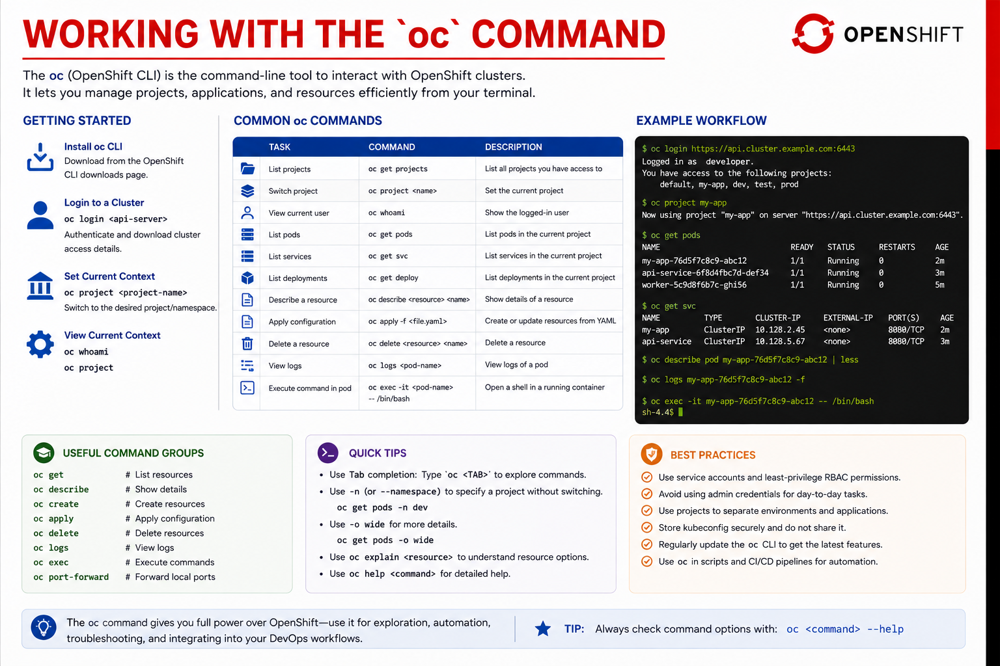 WORKING WITH THE `oc` COMMAND
OPENSHIFT
The oc (OpenShift CLI) is the command-line tool to interact with OpenShift clusters.
It lets you manage projects, applications, and resources efficiently from your terminal.
GETTING STARTED
Install oc CLI
Download from the OpenShift
CLI downloads page.
Login to a Cluster
oc login <api-server>
Authenticate and download cluster
access details.
Set Current Context
oc project <project-name>
Switch to the desired project/namespace.
View Current Context
oc whoami
oc project
COMMON oc COMMANDS
TASK COMMAND DESCRIPTION
List projects oc get projects List all projects you have access to
Switch project oc project <name> Set the current project
View current user oc whoami Show the logged-in user
List pods oc get pods List pods in the current project
List services oc get svc List services in the current project
List deployments oc get deploy List deployments in the current project
Describe a resource oc describe <resource> <name> Show details of a resource
Apply configuration oc apply -f <file.yaml> Create or update resources from YAML
Delete a resource oc delete <resource> <name> Delete a resource
View logs oc logs <pod-name> View logs of a pod
Execute command in pod oc exec -it <pod-name> Open a shell in a running container
-- /bin/bash
EXAMPLE WORKFLOW
$ oc login https://api.cluster.example.com:6443
Logged in as developer.
You have access to the following projects:
default, my-app, dev, test, prod
$ oc project my-app
Now using project "my-app" on server "https://api.cluster.example.com:6443".
$ oc get pods
NAME READY STATUS RESTARTS AGE
my-app-76d5f7c8c9-abc12 1/1 Running 0 2m
api-service-6f8d4fbc7d-def34 1/1 Running 0 3m
worker-5c9d8f6b7c-ghi56 1/1 Running 0 5m
$ oc get svc
NAME TYPE CLUSTER-IP EXTERNAL-IP PORT(S) AGE
my-app ClusterIP 10.128.2.45 <none> 8080/TCP 2m
api-service ClusterIP 10.128.5.67 <none> 8080/TCP 3m
$ oc describe pod my-app-76d5f7c8c9-abc12 | less
$ oc logs my-app-76d5f7c8c9-abc12 -f
$ oc exec -it my-app-76d5f7c8c9-abc12 -- /bin/bash
sh-4.4$
USEFUL COMMAND GROUPS
oc get # List resources
oc describe # Show details
oc create # Create resources
oc apply # Apply configuration
oc delete # Delete resources
oc logs # View logs
oc exec # Execute commands
oc port-forward # Forward local ports
QUICK TIPS
• Use Tab completion: Type `oc <TAB>` to explore commands.
• Use -n (or --namespace) to specify a project without switching.
oc get pods -n dev
• Use -o wide for more details.
oc get pods -o wide
• Use oc explain <resource> to understand resource options.
• Use oc help <command> for detailed help.
BEST PRACTICES
Use service accounts and least-privilege RBAC permissions.
Avoid using admin credentials for day-to-day tasks.
Use projects to separate environments and applications.
Store kubeconfig securely and do not share it.
Regularly update the oc CLI to get the latest features.
Use oc in scripts and CI/CD pipelines for automation.
The oc command gives you full power over OpenShift—use it for exploration, automation,
troubleshooting, and integrating into your DevOps workflows.
TIP: Always check command options with: oc <command> --help